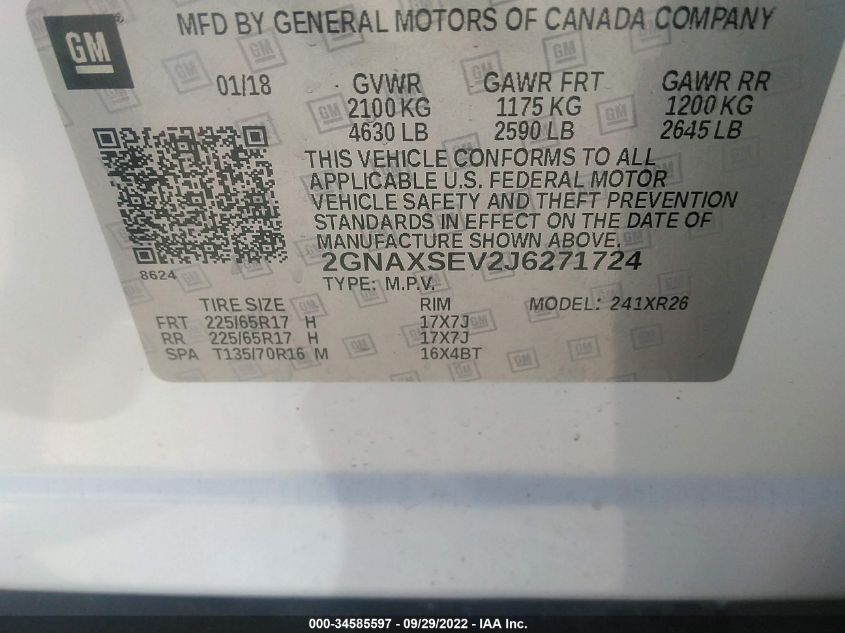 GM
MFD BY GENERAL MOTORS OF CANADA COMPANY
01/18 GVWR GAWR FRT GAWR RR
2100 KG 1175 KG 1200 KG
4630 LB 2590 LB 2645 LB
THIS VEHICLE CONFORMS TO ALL
APPLICABLE U.S. FEDERAL MOTOR
VEHICLE SAFETY AND THEFT PREVENTION
STANDARDS IN EFFECT ON THE DATE OF
MANUFACTURE SHOWN ABOVE.
8624
2GNAXSEV2J6271724
TYPE: M.P.V.
TIRE SIZE RIM MODEL: 241XR26
FRT 225/65R17 H 17X7J
RR 225/65R17 H 17X7J
SPA T135/70R16 M 16X4BT
000-34585597 - 09/29/2022 - IAA Inc.